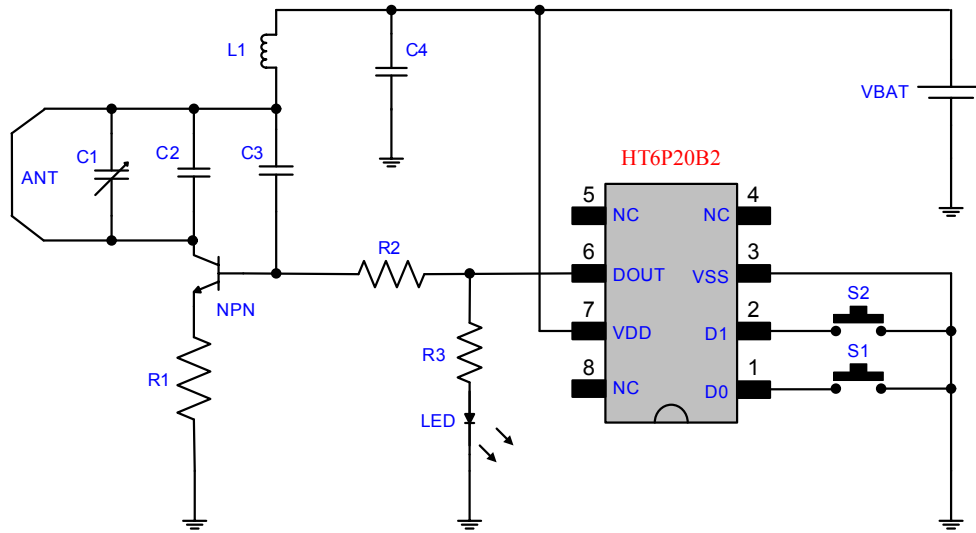 L1
C4
VBAT
C1
C2
C3
ANT
HT6P20B2
5
4
NC
NC
R2
6
3
DOUT
VSS
NPN
7
2
S2
VDD
D1
R3
R1
8
1
S1
NC
D0
LED